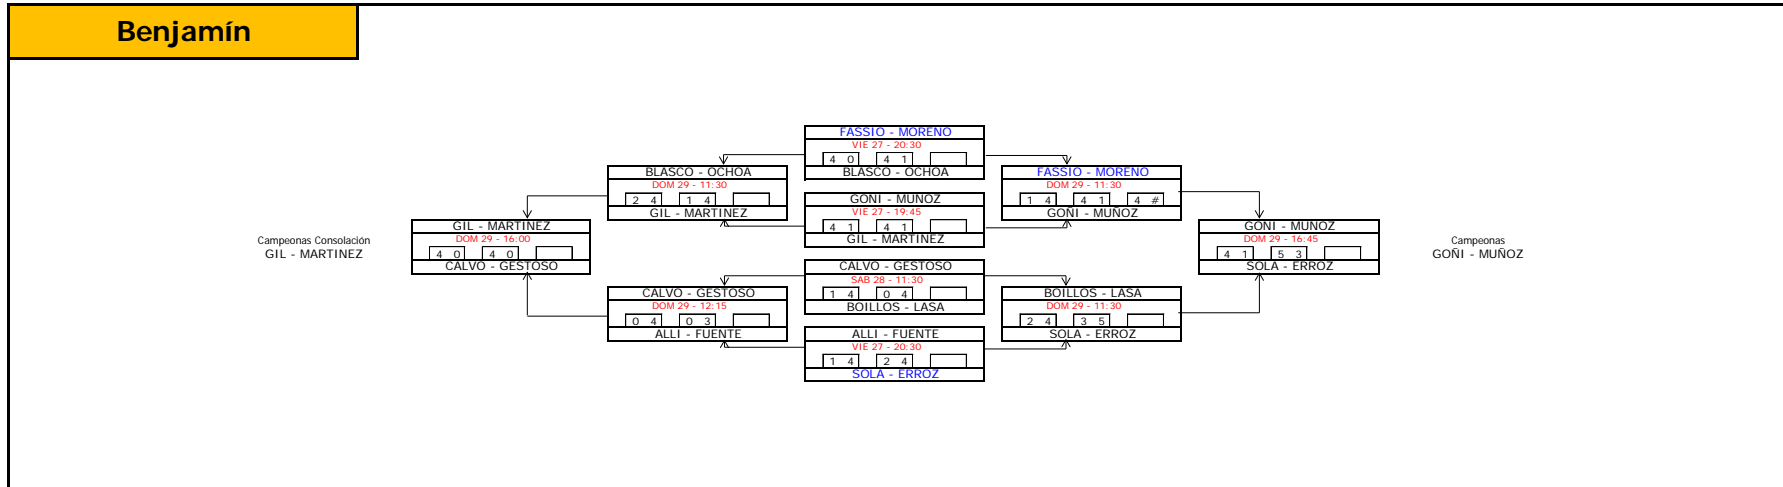 Benjamín
FASSIO - MORENO
VIE 27 - 20:30
4 0 4 1
BLASCO - OCHOA
BLASCO - OCHOA
DOM 29 - 11:30
2 4 1 4
GIL - MARTINEZ
FASSIO - MORENO
DOM 29 - 11:30
1 4 4 1 4 #
GOÑI - MUÑOZ
GOÑI - MUÑOZ
VIE 27 - 19:45
4 1 4 1
GIL - MARTINEZ
GIL - MARTINEZ
DOM 29 - 16:00
4 0 4 0
CALVO - GESTOSO
Campeonas Consolación
GIL - MARTINEZ
GOÑI - MUÑOZ
DOM 29 - 16:45
4 1 5 3
SOLA - ERROZ
Campeonas
GOÑI - MUÑOZ
CALVO - GESTOSO
SAB 28 - 11:30
1 4 0 4
BOILLOS - LASA
CALVO - GESTOSO
DOM 29 - 12:15
0 4 0 3
ALLI - FUENTE
BOILLOS - LASA
DOM 29 - 11:30
2 4 3 5
SOLA - ERROZ
ALLI - FUENTE
VIE 27 - 20:30
1 4 2 4
SOLA - ERROZ